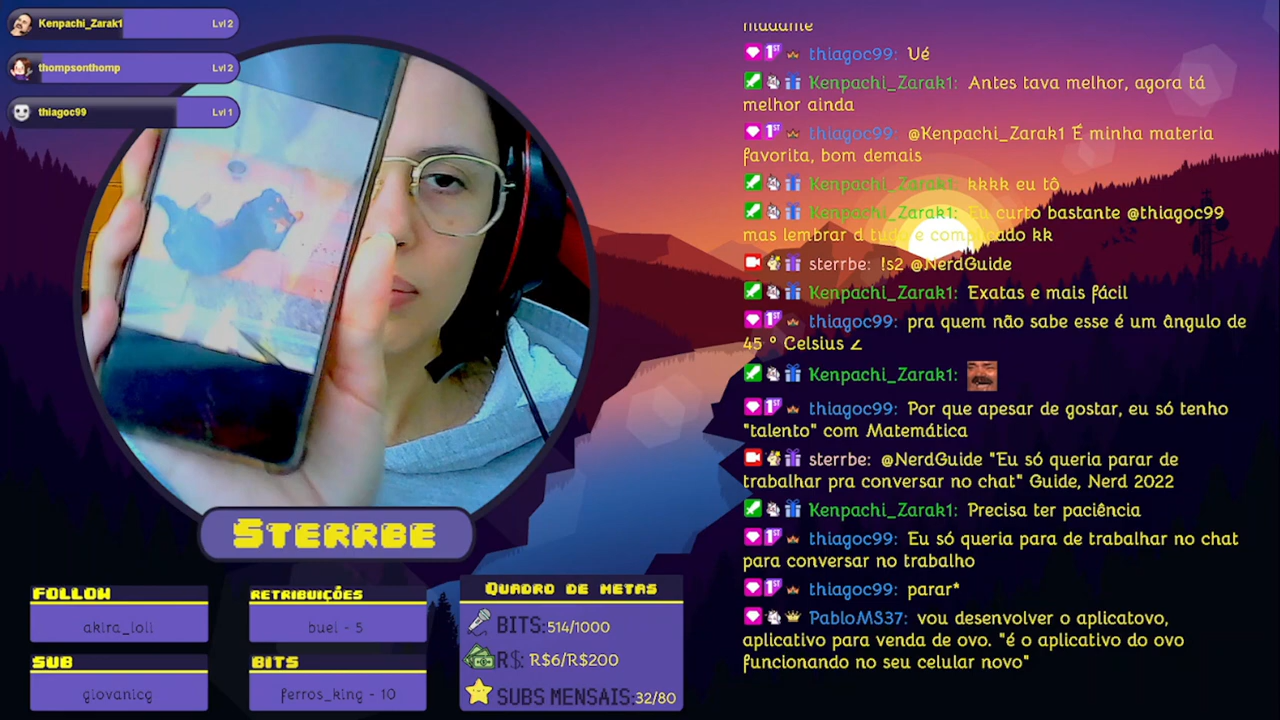 Kenpachi_Zarak1 Lvl 2
thompsonthomp Lvl 2
thiagoc99 Lvl 1
STERRBE
FOLLOW
akira_loli
RETRIBUIÇÕES
buel - 5
SUB
giovanicg
BITS
ferros_king - 10
QUADRO DE METAS
BITS:514/1000
R$: R$6/R$200
SUBS MENSAIS:32/80
madante
thiagoc99: Ué
Kenpachi_Zarak1: Antes tava melhor, agora tá
melhor ainda
thiagoc99: @Kenpachi_Zarak1 É minha materia
favorita, bom demais
Kenpachi_Zarak1: kkkk eu tô
Kenpachi_Zarak1: Eu curto bastante @thiagoc99
mas lembrar d tudo e complicado kk
sterrbe: !s2 @NerdGuide
Kenpachi_Zarak1: Exatas e mais fácil
thiagoc99: pra quem não sabe esse é um ângulo de
45 º Celsius ∠
Kenpachi_Zarak1:
thiagoc99: Por que apesar de gostar, eu só tenho
"talento" com Matemática
sterrbe: @NerdGuide "Eu só queria parar de
trabalhar pra conversar no chat" Guide, Nerd 2022
Kenpachi_Zarak1: Precisa ter paciência
thiagoc99: Eu só queria para de trabalhar no chat
para conversar no trabalho
thiagoc99: parar*
PabloMS37: vou desenvolver o aplicatovo,
aplicativo para venda de ovo. "é o aplicativo do ovo
funcionando no seu celular novo"